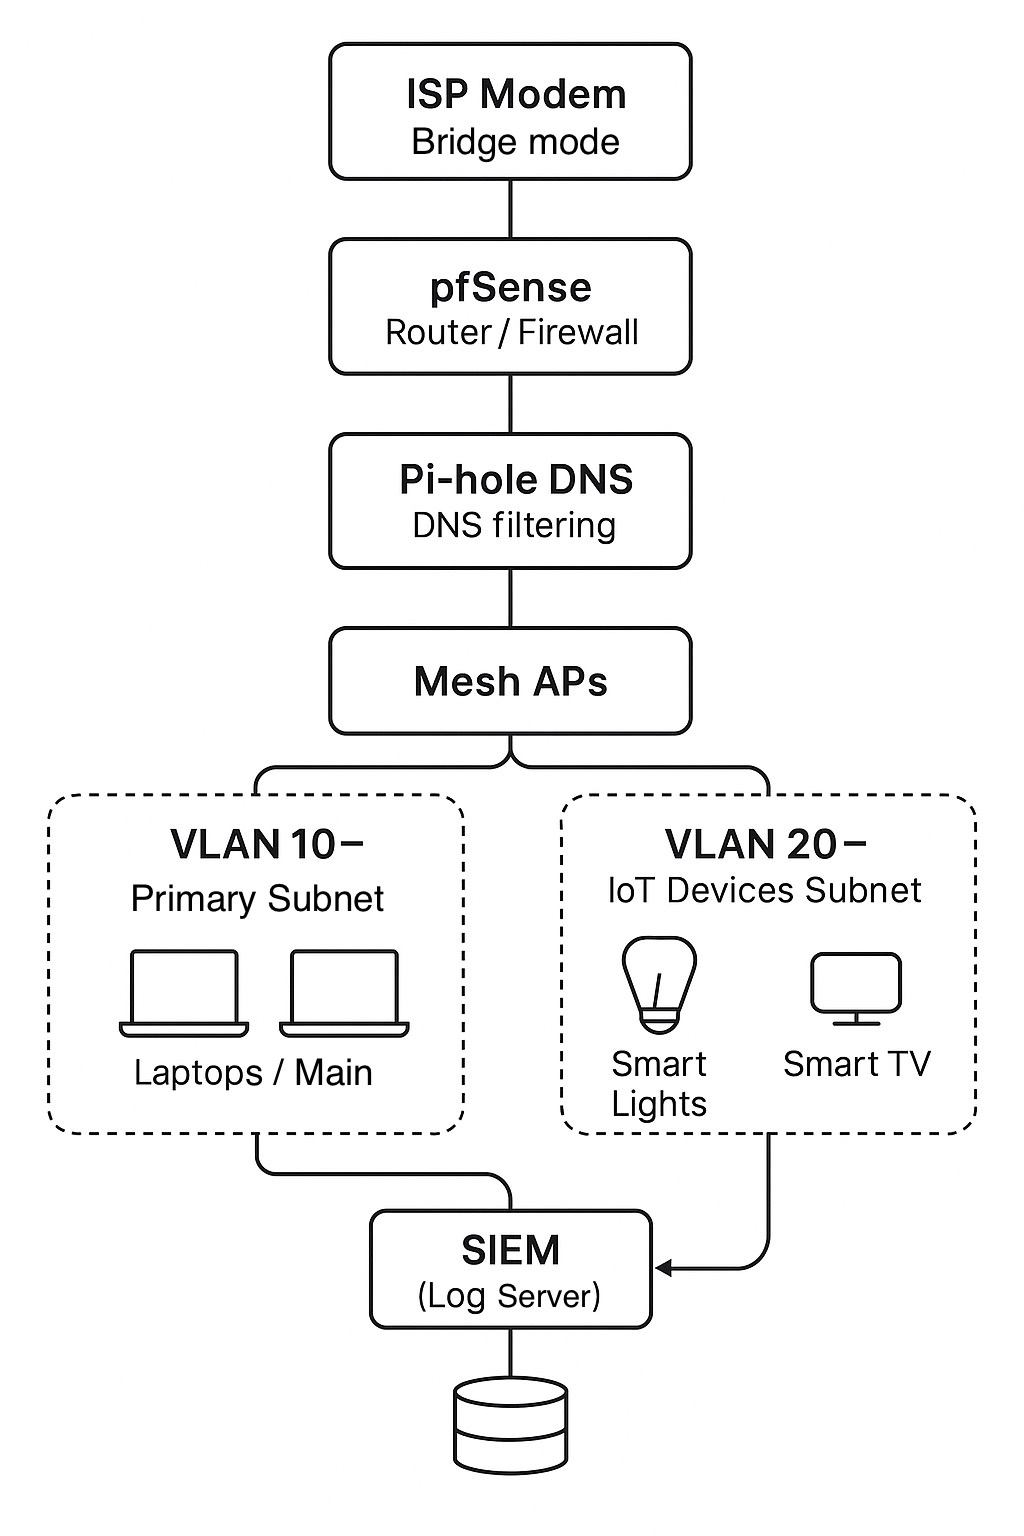 ISP Modem
Bridge mode
pfSense
Router / Firewall
Pi-hole DNS
DNS filtering
Mesh APs
VLAN 10–
Primary Subnet
Laptops / Main
VLAN 20–
IoT Devices Subnet
Smart
Lights
Smart TV
SIEM
(Log Server)